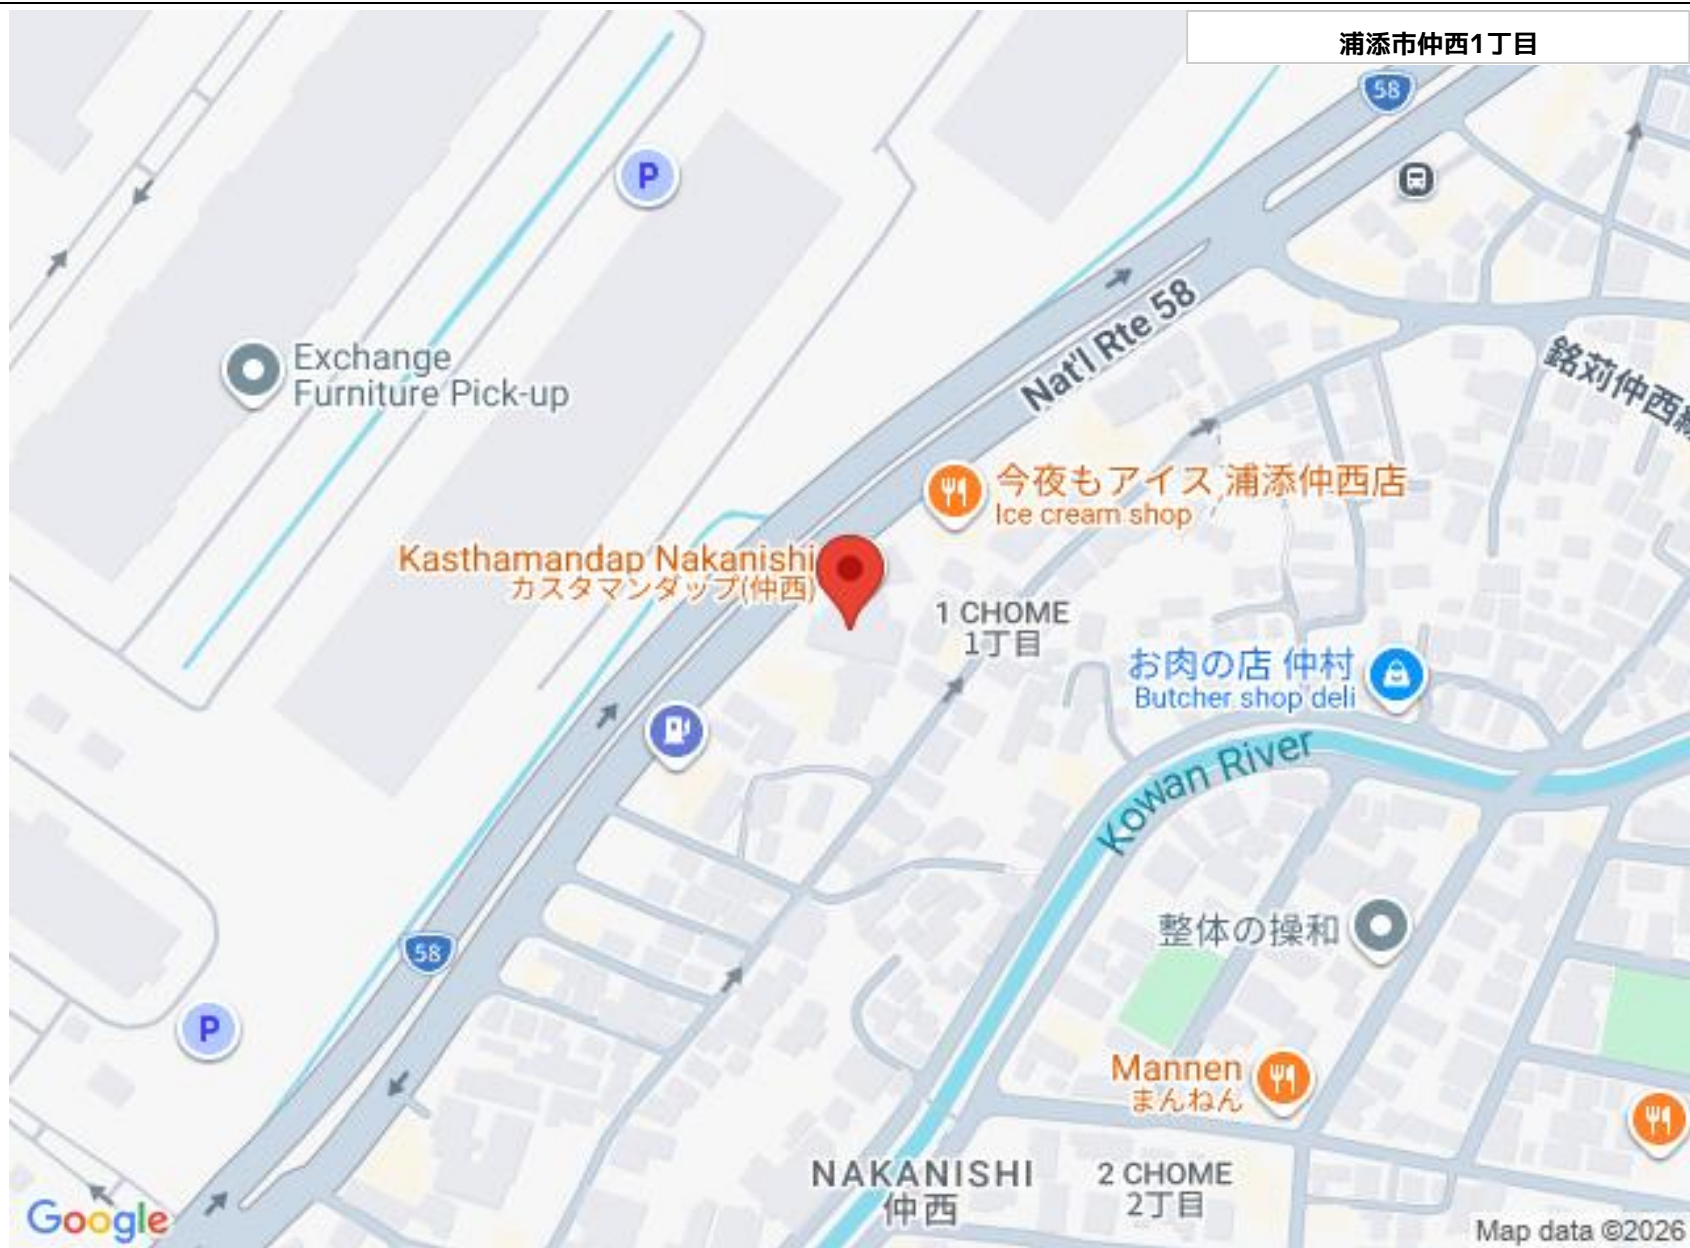 浦添市仲西1丁目
58
P
Nat'l Rte 58
Exchange
Furniture Pick-up
銘苅仲西線
今夜もアイス 浦添仲西店
Ice cream shop
Kasthamandap Nakanishi
カスタマンダップ(仲西)
1 CHOME
1丁目
お肉の店 仲村
Butcher shop deli
Kowan River
整体の操和
58
P
Mannen
まんねん
NAKANISHI
仲西
2 CHOME
2丁目
Google
Map data ©2026